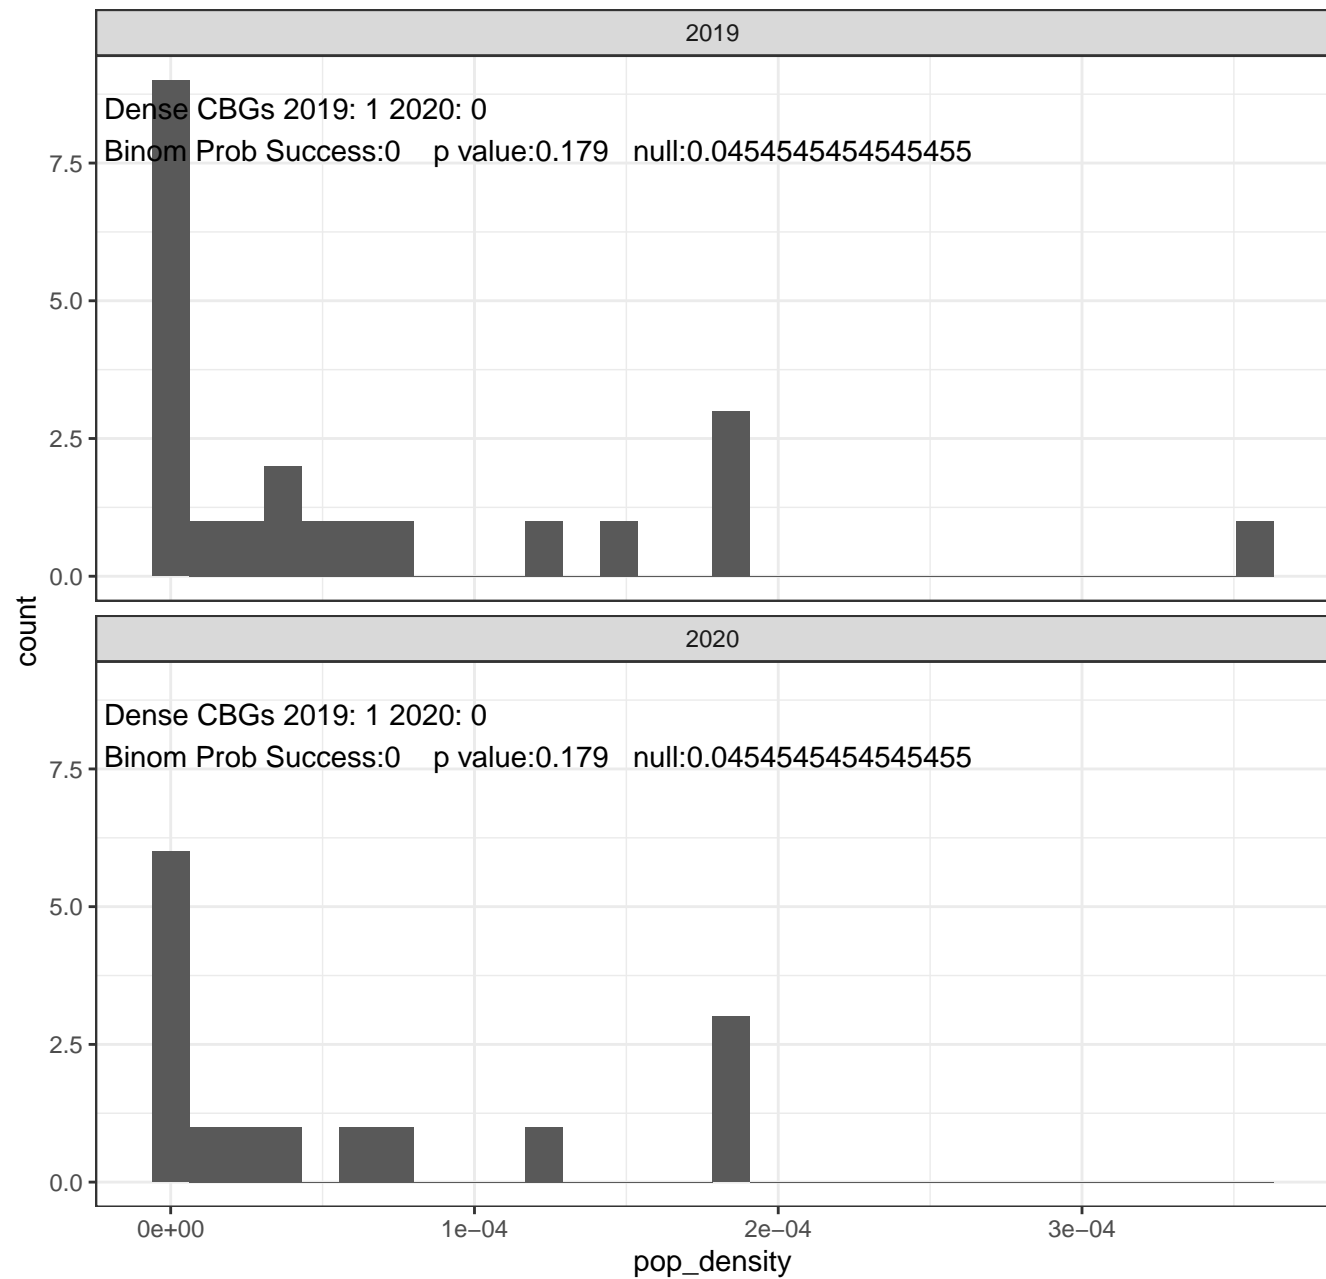 2019
Dense CBGs 2019: 1 2020: 0
Binom Prob Success:0 p value:0.179 null:0.0454545454545455
7.5
5.0
2.5
0.0
count
2020
Dense CBGs 2019: 1 2020: 0
Binom Prob Success:0 p value:0.179 null:0.0454545454545455
7.5
5.0
2.5
0.0
0e+00 1e−04 2e−04 3e−04
pop_density